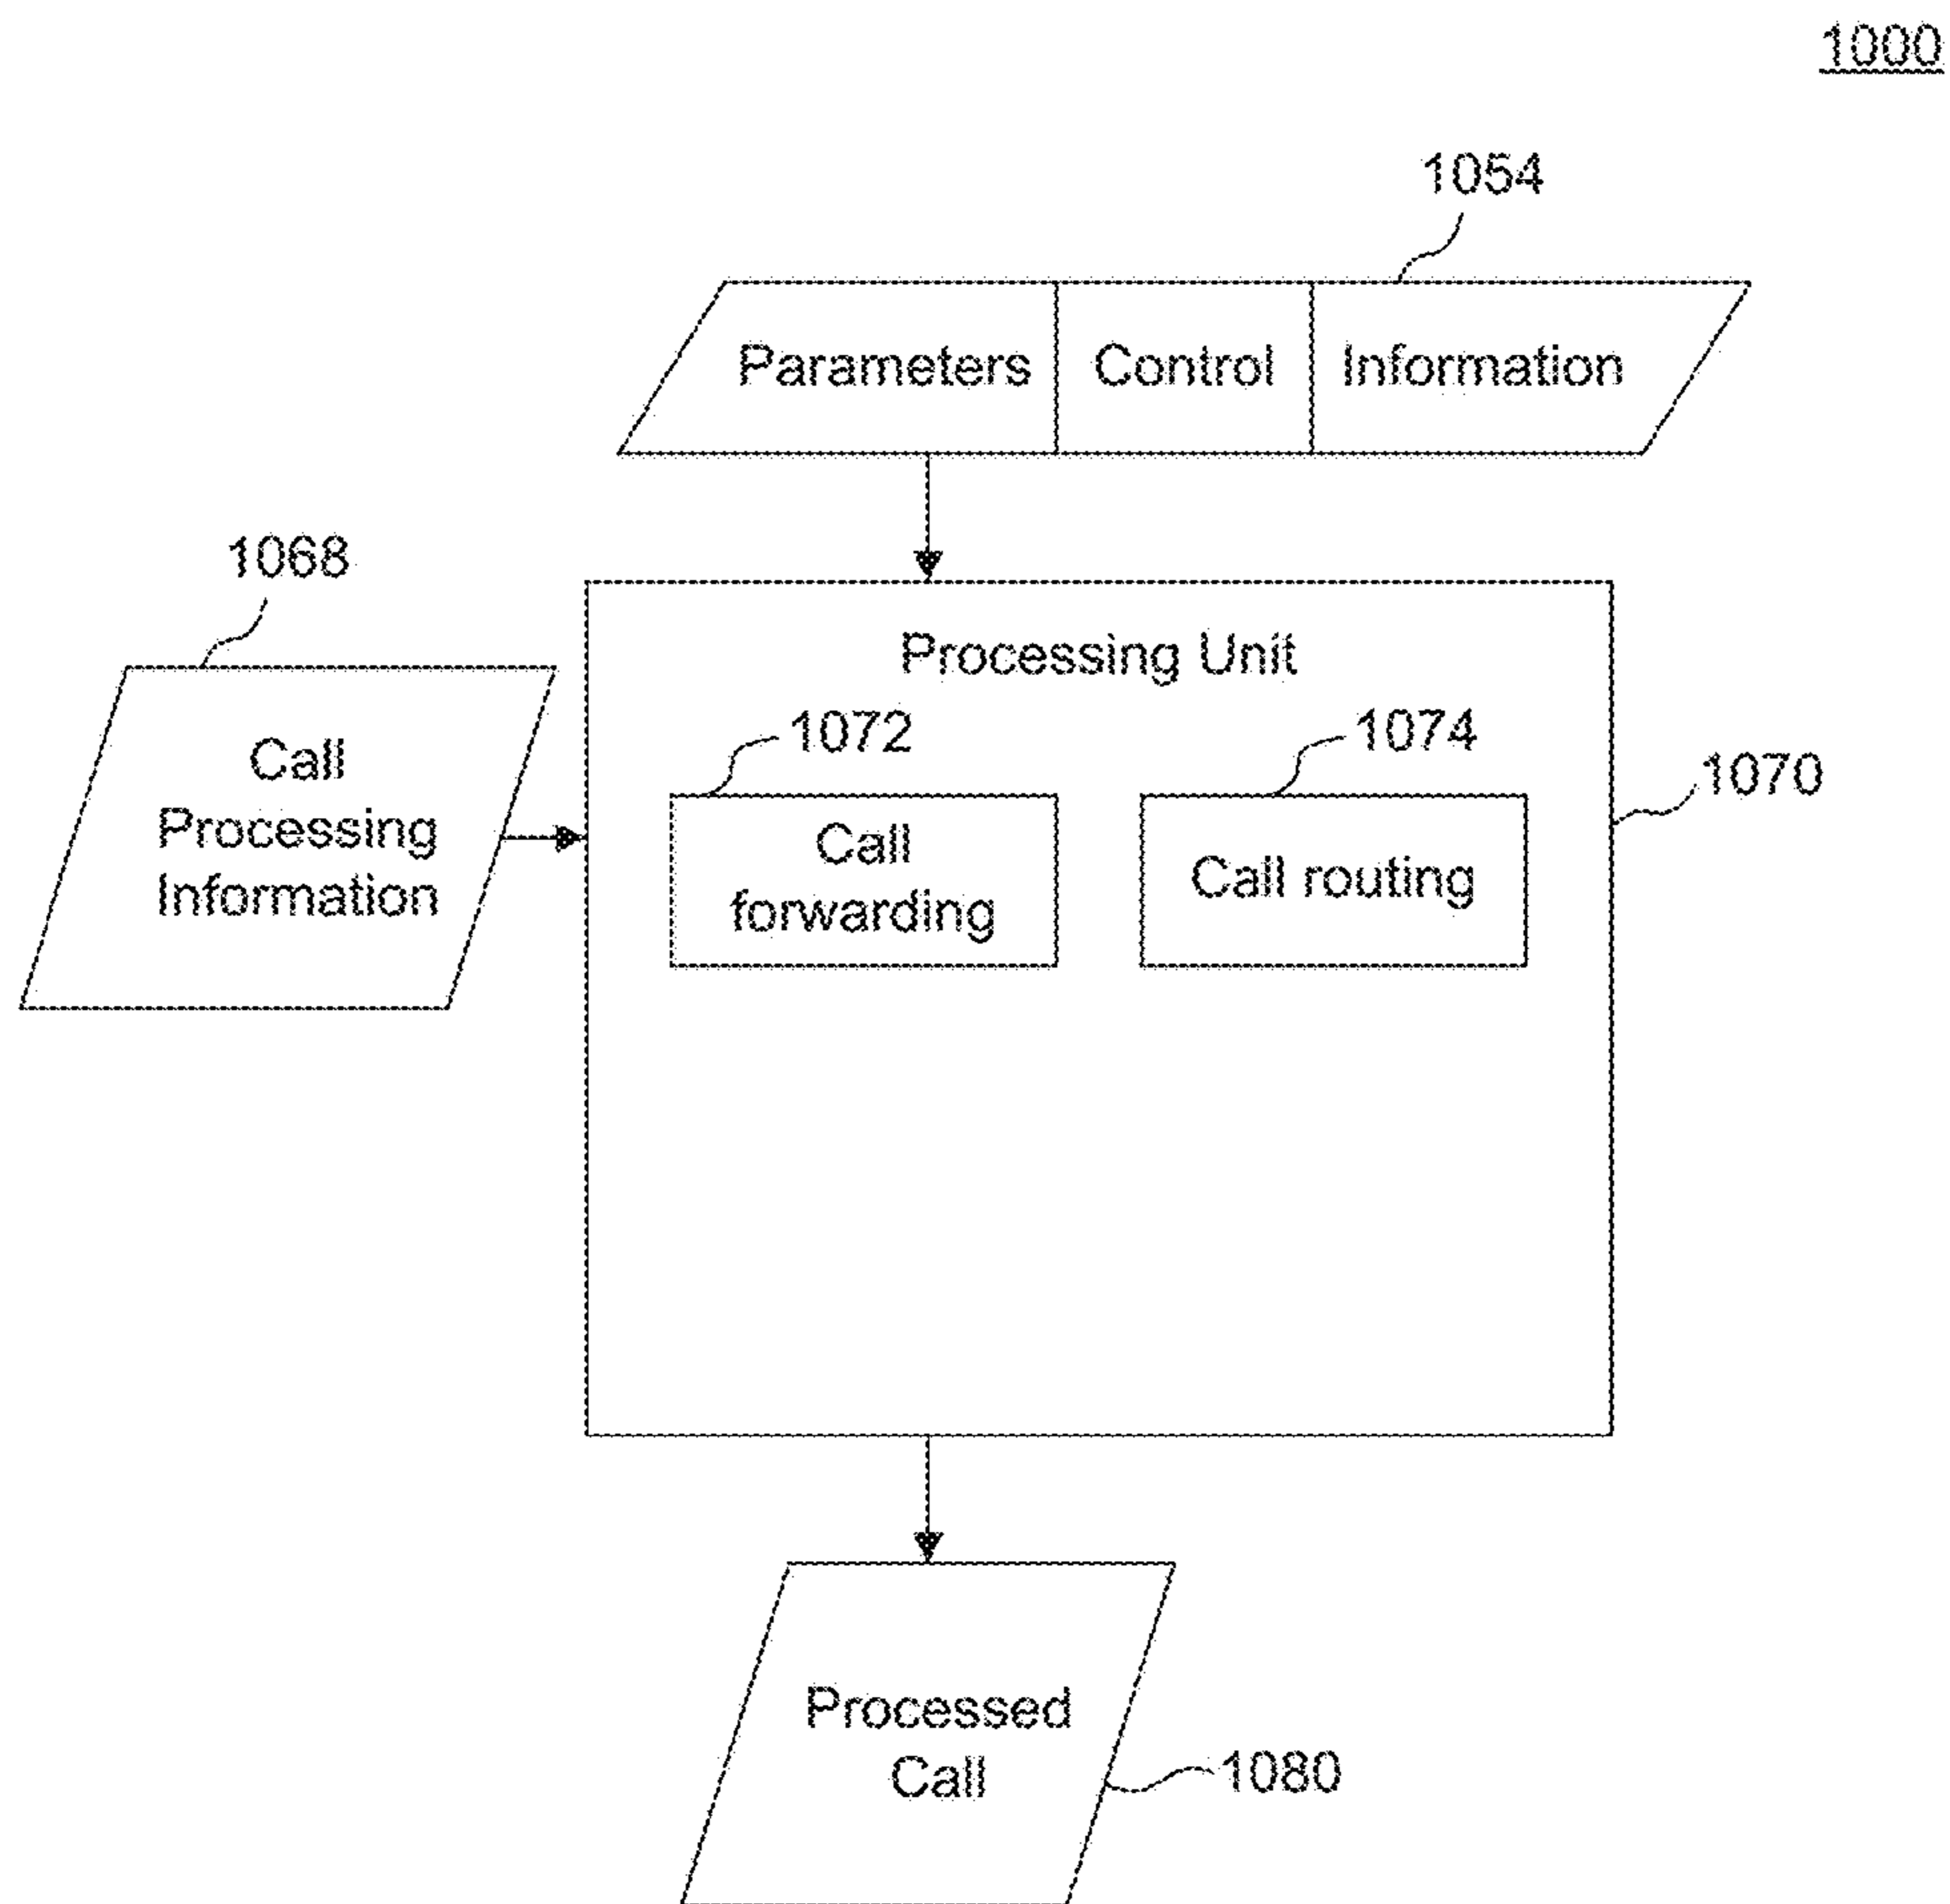 1000
1054
Parameters Control Information
1068
Processing Unit
1072
1074
1070
Call
Processing
Information
Call
forwarding
Call routing
Processed
Call
1080